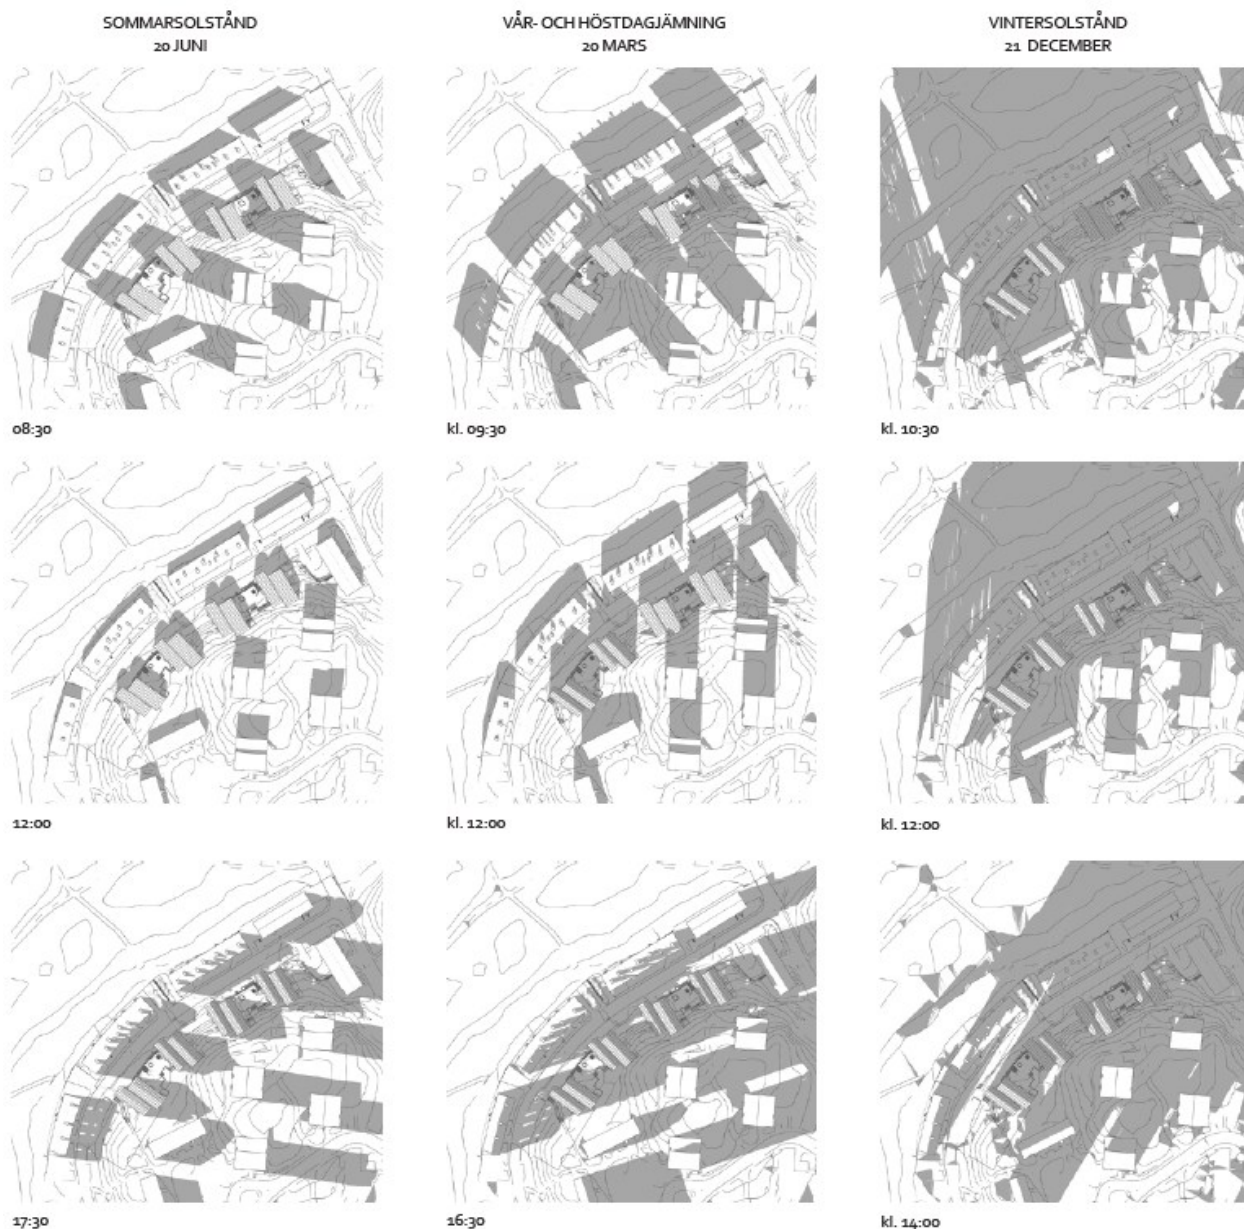 SOMMARSOLSTÅND
20 JUNI
VÅR- OCH HÖSTDAGJÄMNING
20 MARS
VINTERSOLSTÅND
21 DECEMBER
08:30
kl. 09:30
kl. 10:30
12:00
kl. 12:00
kl. 12:00
17:30
16:30
kl. 14:00